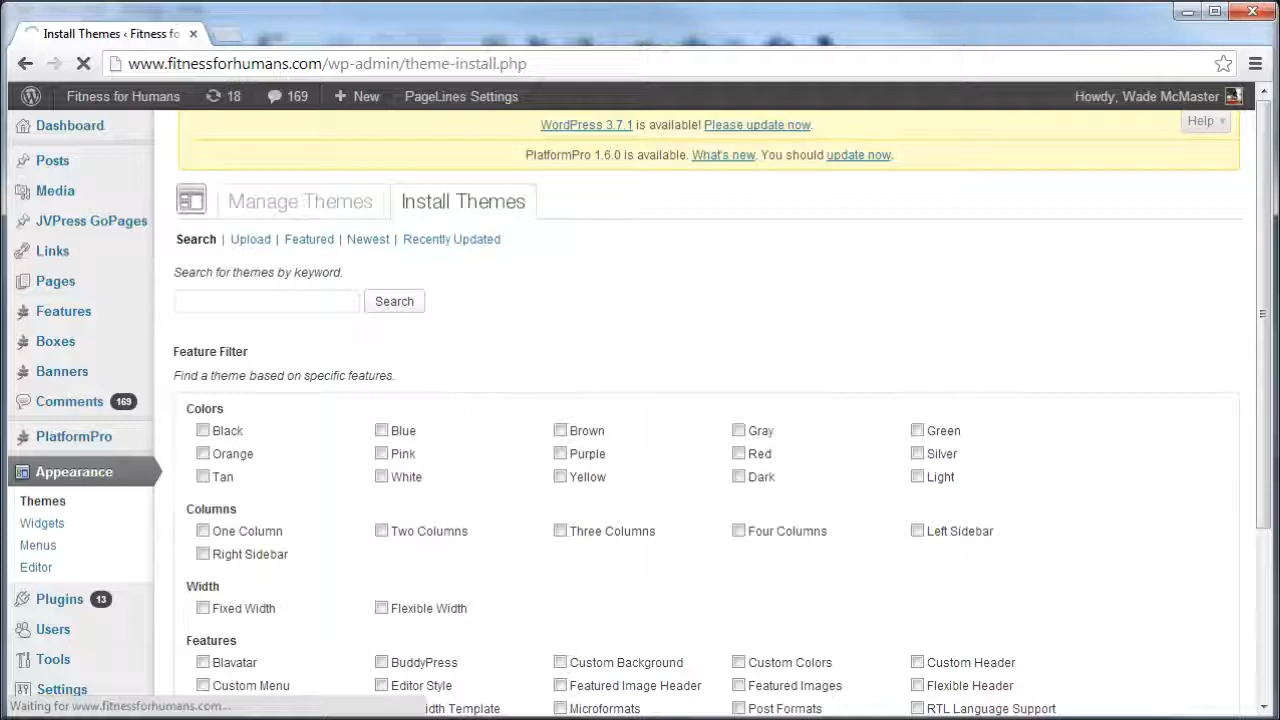 Install Themes ‹ Fitness fo
www.fitnessforhumans.com/wp-admin/theme-install.php
Fitness for Humans 18 169 + New PageLines Settings Howdy, Wade McMaster
Dashboard
Posts
Media
JVPress GoPages
Links
Pages
Features
Boxes
Banners
Comments 169
PlatformPro
Appearance
Themes
Widgets
Menus
Editor
Plugins 13
Users
Tools
Settings
WordPress 3.7.1 is available! Please update now.
Help
PlatformPro 1.6.0 is available. What's new. You should update now.
Manage Themes Install Themes
Search | Upload | Featured | Newest | Recently Updated
Search for themes by keyword.
Search
Feature Filter
Find a theme based on specific features.
Colors
Black Blue Brown Gray Green
Orange Pink Purple Red Silver
Tan White Yellow Dark Light
Columns
One Column Two Columns Three Columns Four Columns Left Sidebar
Right Sidebar
Width
Fixed Width Flexible Width
Features
Blavatar BuddyPress Custom Background Custom Colors Custom Header
Custom Menu Editor Style Featured Image Header Featured Images Flexible Header
Template Microformats Post Formats RTL Language Support
Waiting for www.fitnessforhumans.com...